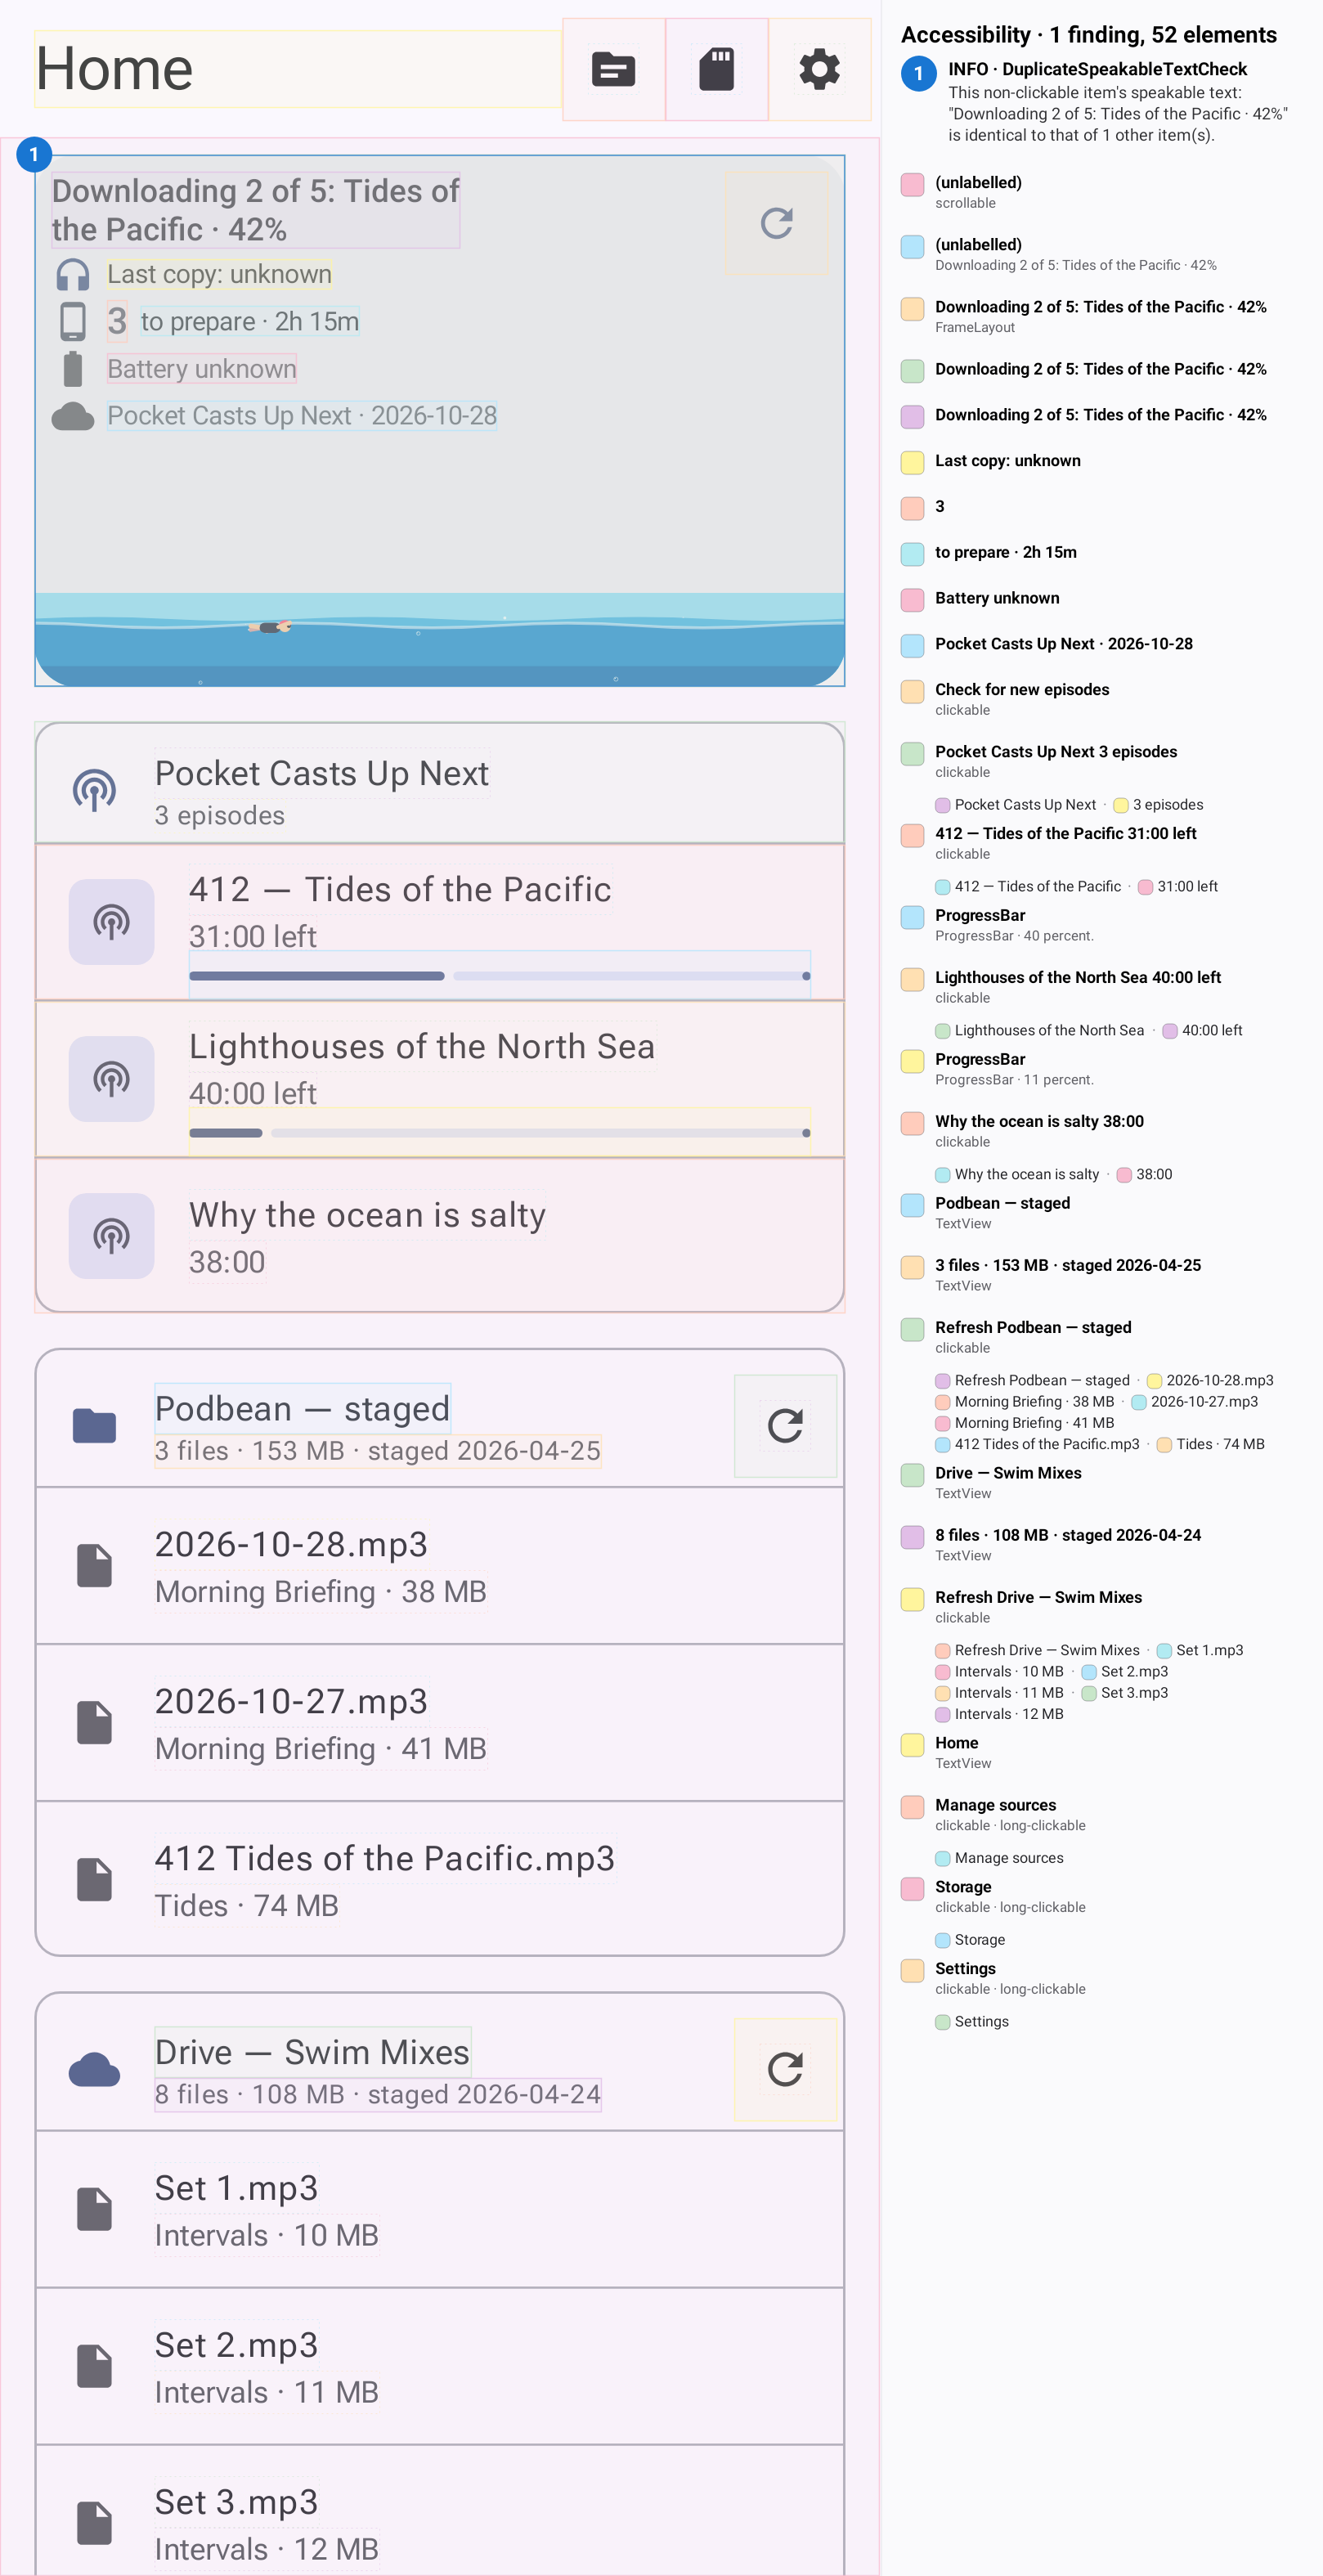 Home
Downloading 2 of 5: Tides of
the Pacific · 42%
Last copy: unknown
3 to prepare · 2h 15m
Battery unknown
Pocket Casts Up Next · 2026-10-28
Pocket Casts Up Next
3 episodes
412 — Tides of the Pacific
31:00 left
Lighthouses of the North Sea
40:00 left
Why the ocean is salty
38:00
Podbean — staged
3 files · 153 MB · staged 2026-04-25
2026-10-28.mp3
Morning Briefing · 38 MB
2026-10-27.mp3
Morning Briefing · 41 MB
412 Tides of the Pacific.mp3
Tides · 74 MB
Drive — Swim Mixes
8 files · 108 MB · staged 2026-04-24
Set 1.mp3
Intervals · 10 MB
Set 2.mp3
Intervals · 11 MB
Set 3.mp3
Intervals · 12 MB
1
Accessibility · 1 finding, 52 elements
1 INFO · DuplicateSpeakableTextCheck
This non-clickable item's speakable text:
"Downloading 2 of 5: Tides of the Pacific · 42%"
is identical to that of 1 other item(s).
(unlabelled)
scrollable
(unlabelled)
Downloading 2 of 5: Tides of the Pacific · 42%
Downloading 2 of 5: Tides of the Pacific · 42%
FrameLayout
Downloading 2 of 5: Tides of the Pacific · 42%
Downloading 2 of 5: Tides of the Pacific · 42%
Last copy: unknown
3
to prepare · 2h 15m
Battery unknown
Pocket Casts Up Next · 2026-10-28
Check for new episodes
clickable
Pocket Casts Up Next 3 episodes
clickable
Pocket Casts Up Next · 3 episodes
412 — Tides of the Pacific 31:00 left
clickable
412 — Tides of the Pacific · 31:00 left
ProgressBar
ProgressBar · 40 percent.
Lighthouses of the North Sea 40:00 left
clickable
Lighthouses of the North Sea · 40:00 left
ProgressBar
ProgressBar · 11 percent.
Why the ocean is salty 38:00
clickable
Why the ocean is salty · 38:00
Podbean — staged
TextView
3 files · 153 MB · staged 2026-04-25
TextView
Refresh Podbean — staged
clickable
Refresh Podbean — staged · 2026-10-28.mp3
Morning Briefing · 38 MB · 2026-10-27.mp3
Morning Briefing · 41 MB
412 Tides of the Pacific.mp3 · Tides · 74 MB
Drive — Swim Mixes
TextView
8 files · 108 MB · staged 2026-04-24
TextView
Refresh Drive — Swim Mixes
clickable
Refresh Drive — Swim Mixes · Set 1.mp3
Intervals · 10 MB · Set 2.mp3
Intervals · 11 MB · Set 3.mp3
Intervals · 12 MB
Home
TextView
Manage sources
clickable · long-clickable
Manage sources
Storage
clickable · long-clickable
Storage
Settings
clickable · long-clickable
Settings